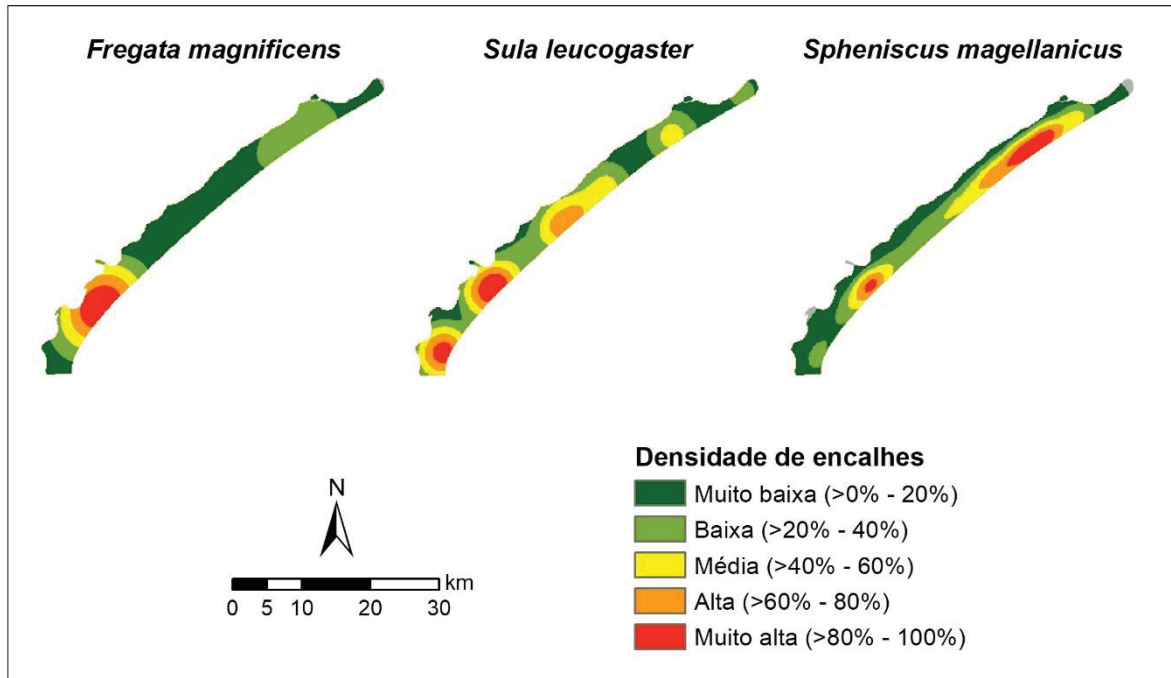 Fregata magnificens
Sula leucogaster
Spheniscus magellanicus
Densidade de encalhes
Muito baixa (>0% - 20%)
Baixa (>20% - 40%)
Média (>40% - 60%)
Alta (>60% - 80%)
Muito alta (>80% - 100%)
N
km
0 5 10 20 30